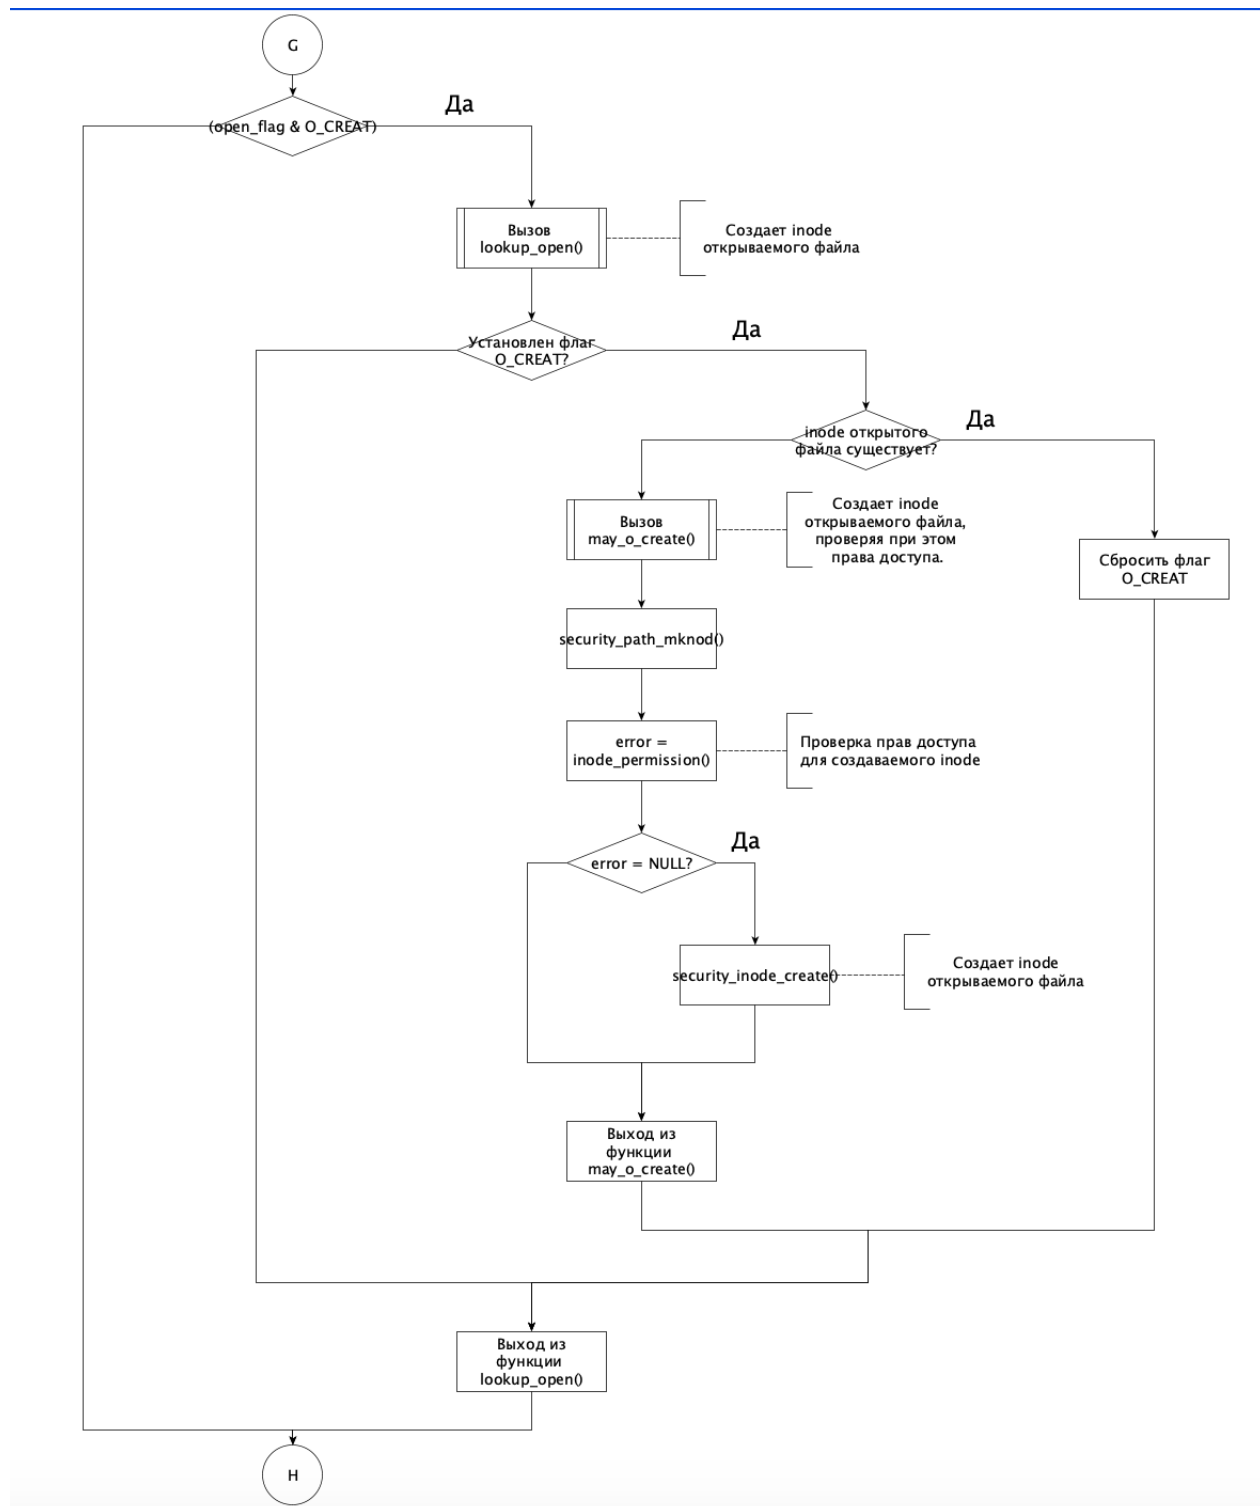 G
Да
(open_flag & O_CREAT)
Вызов
lookup_open()
Создает inode
открываемого файла
Да
Установлен флаг
O_CREAT?
Да
inode открытого
файла существует?
Вызов
may_o_create()
Создает inode
открываемого файла,
проверяя при этом
права доступа.
Сбросить флаг
O_CREAT
security_path_mknod()
error =
inode_permission()
Проверка прав доступа
для создаваемого inode
Да
error = NULL?
security_inode_create()
Создает inode
открываемого файла
Выход из
функции
may_o_create()
Выход из
функции
lookup_open()
H